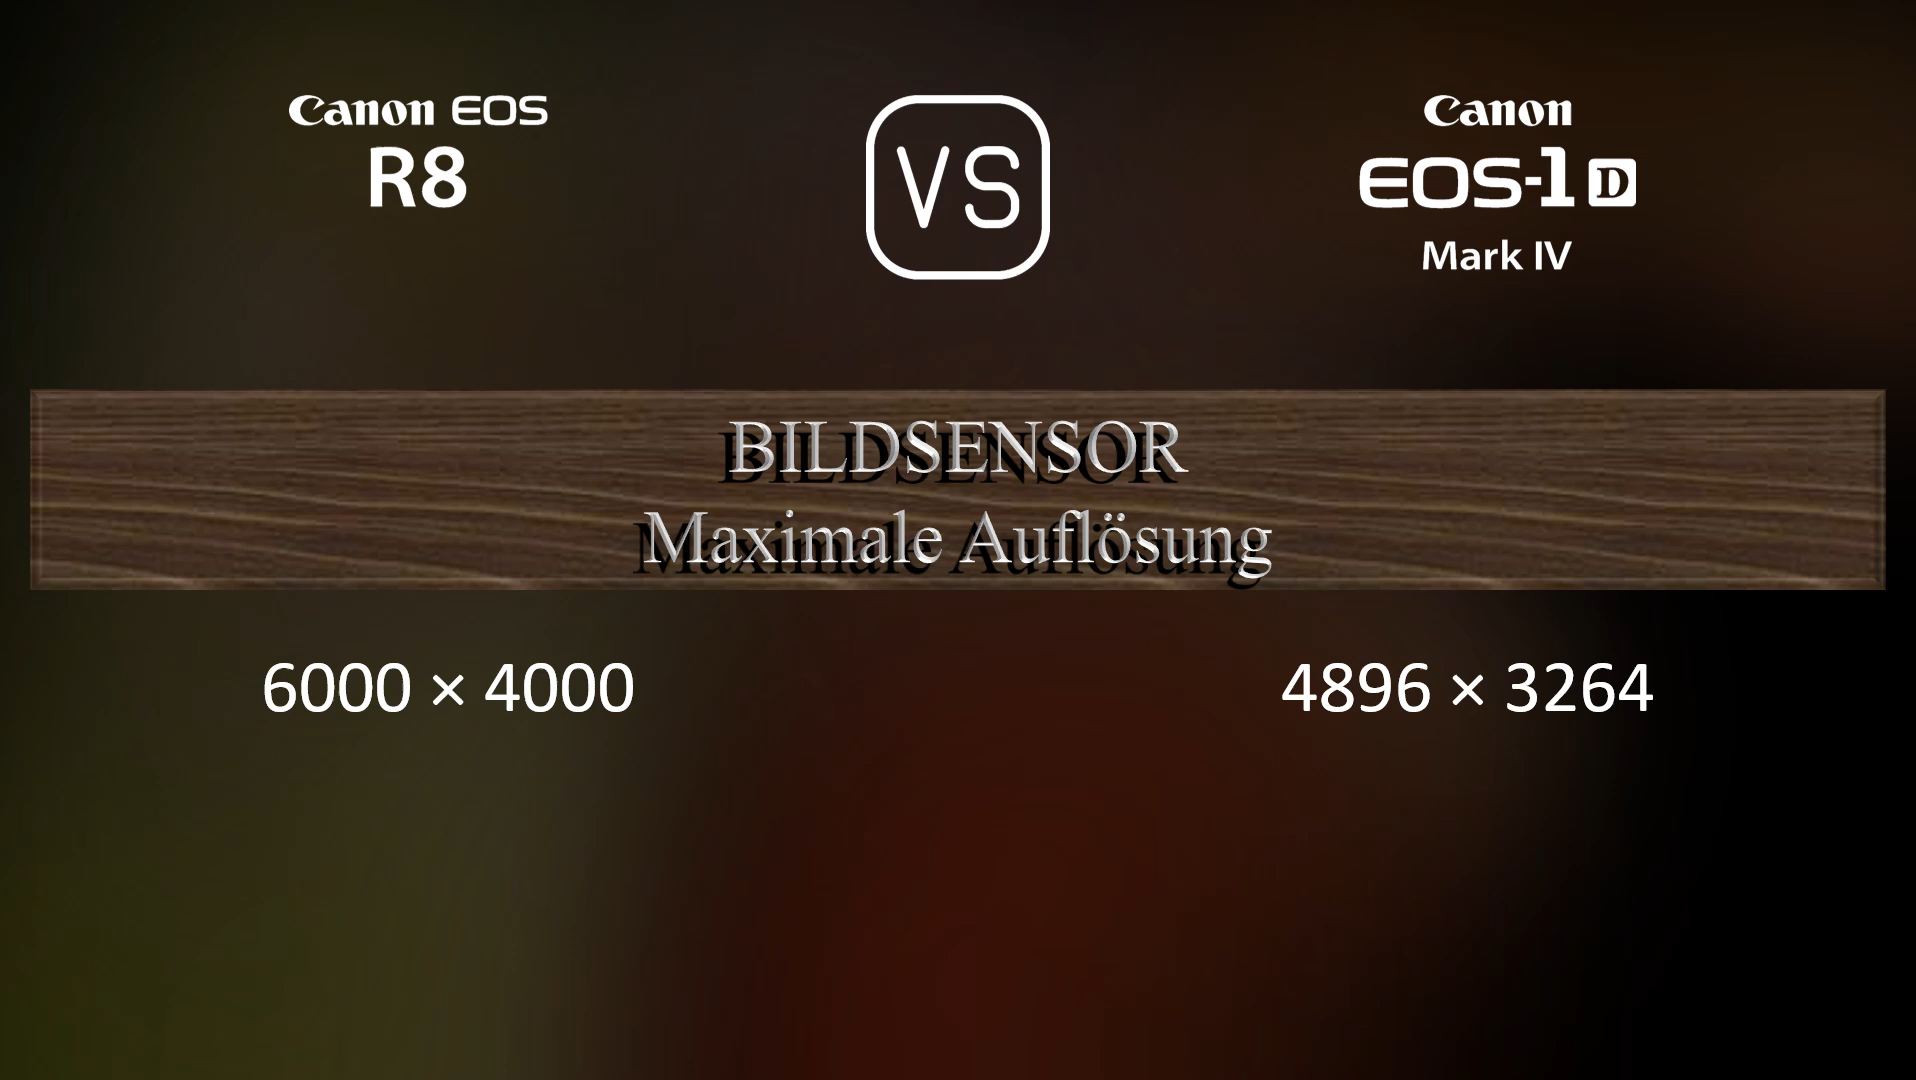 Canon EOS
R8
VS
Canon
EOS-1D
Mark IV
BILDSENSOR
Maximale Auflösung
6000 × 4000
4896 × 3264